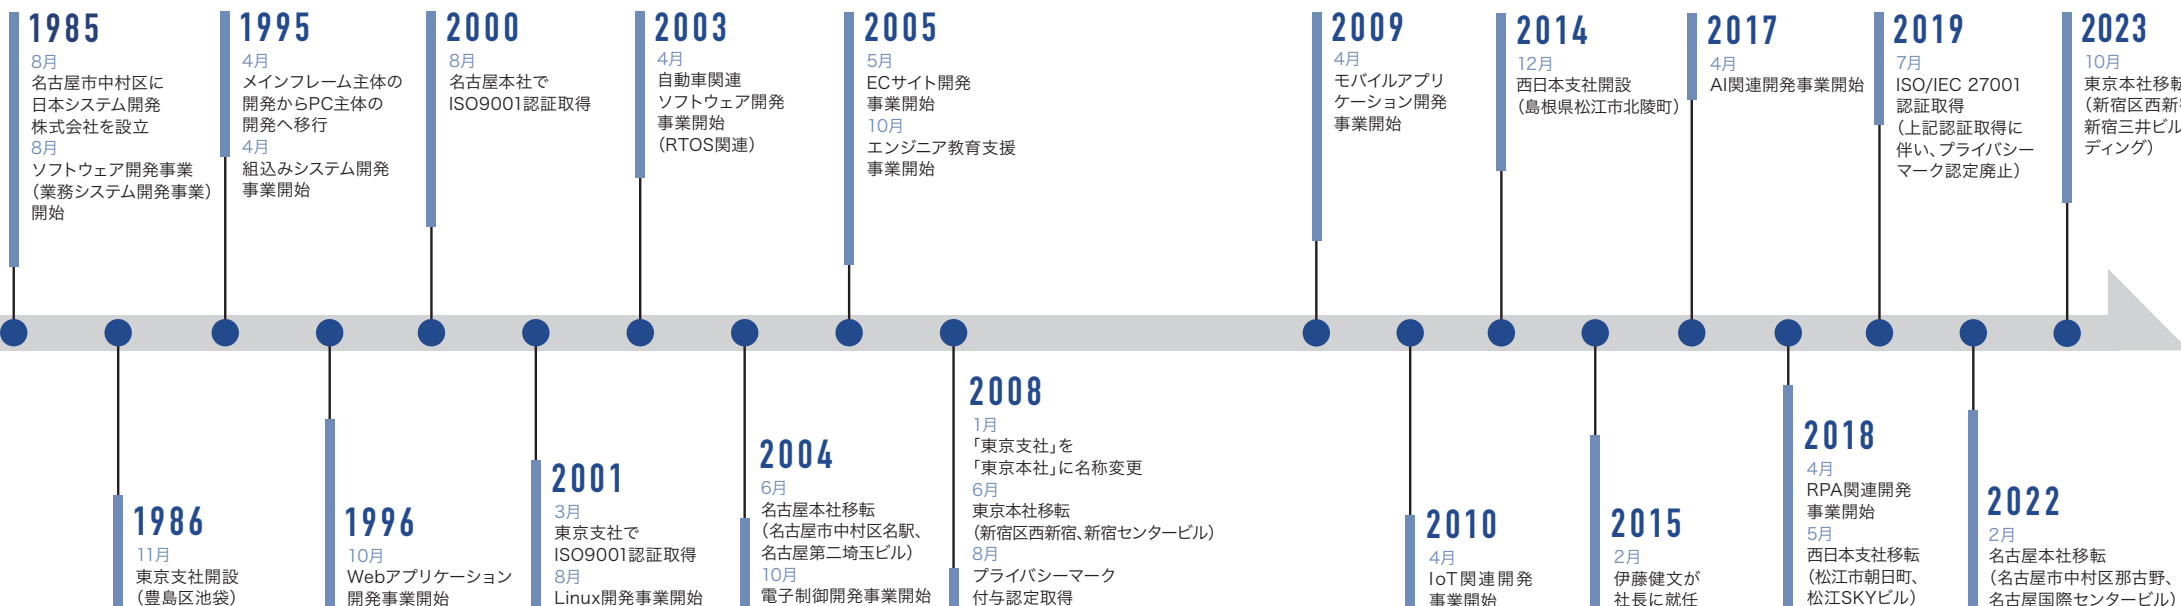 1985
8月
名古屋市中村区に
日本システム開発
株式会社を設立
8月
ソフトウェア開発事業
（業務システム開発事業）
開始
1986
11月
東京支社開設
（豊島区池袋）
1995
4月
メインフレーム主体の
開発からPC主体の
開発へ移行
4月
組込みシステム開発
事業開始
1996
10月
Webアプリケーション
開発事業開始
2000
8月
名古屋本社で
ISO9001認証取得
2001
3月
東京支社で
ISO9001認証取得
8月
Linux開発事業開始
2003
4月
自動車関連
ソフトウェア開発
事業開始
（RTOS関連）
2004
6月
名古屋本社移転
（名古屋市中村区名駅、
名古屋第二埼玉ビル）
10月
電子制御開発事業開始
2005
5月
ECサイト開発
事業開始
10月
エンジニア教育支援
事業開始
2008
1月
「東京支社」を
「東京本社」に名称変更
6月
東京本社移転
（新宿区西新宿、新宿センタービル）
8月
プライバシーマーク
付与認定取得
2009
4月
モバイルアプリ
ケーション開発
事業開始
2010
4月
IoT関連開発
事業開始
2014
12月
西日本支社開設
（島根県松江市北陵町）
2015
2月
伊藤健文が
社長に就任
2017
4月
AI関連開発事業開始
2018
4月
RPA関連開発
事業開始
5月
西日本支社移転
（松江市朝日町、
松江SKYビル）
2019
7月
ISO/IEC 27001
認証取得
（上記認証取得に
伴い、プライバシー
マーク認定廃止）
2022
2月
名古屋本社移転
（名古屋市中村区那古野、
名古屋国際センタービル）
2023
10月
東京本社移転
（新宿区西新
新宿三井ビル
ディング）